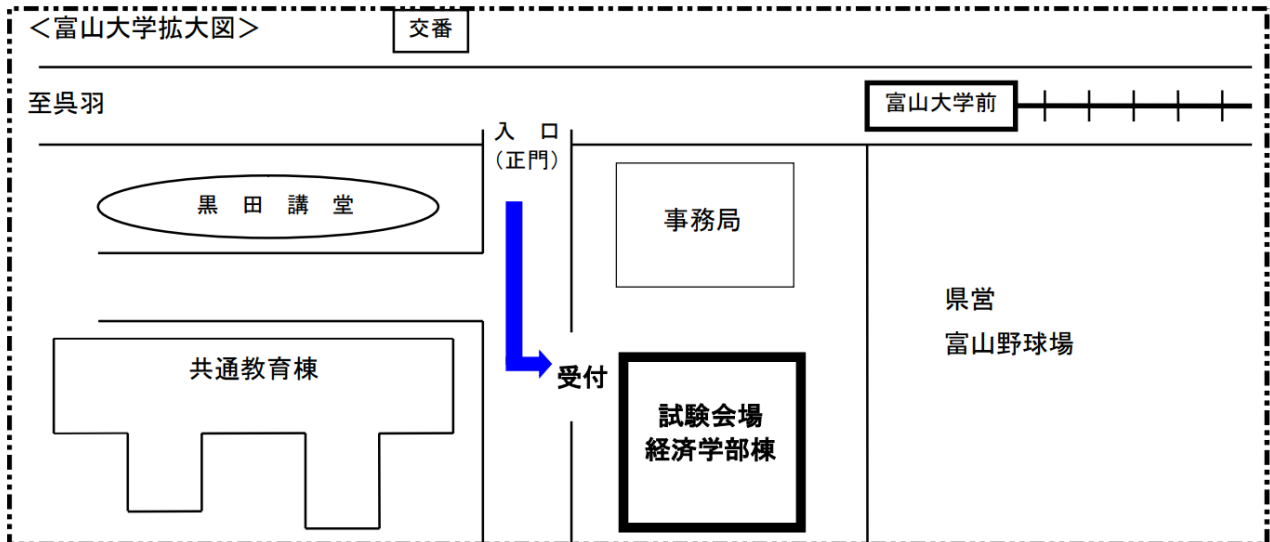 ＜富山大学拡大図＞
交番
至呉羽
富山大学前
入　口
（正門）
黒　田　講　堂
事務局
県営
富山野球場
共通教育棟
受付
試験会場
経済学部棟